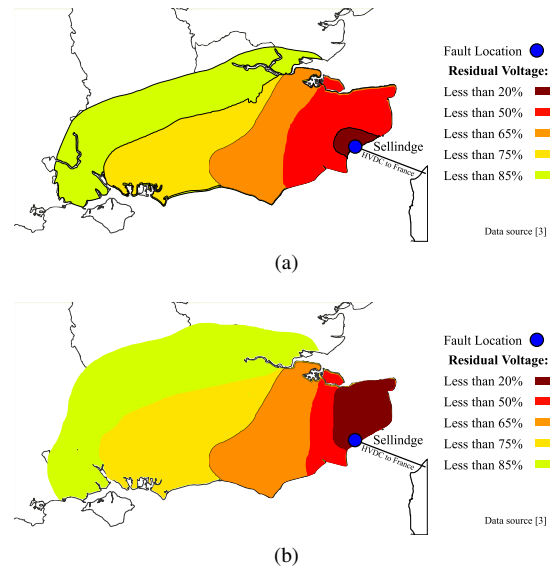 Fault Location
Residual Voltage:
Less than 20%
Less than 50%
Less than 65%
Less than 75%
Less than 85%
Sellindge
HVDC to France
Data source [3]
(a)
Fault Location
Residual Voltage:
Less than 20%
Less than 50%
Less than 65%
Less than 75%
Less than 85%
Sellindge
HVDC to France
Data source [3]
(b)